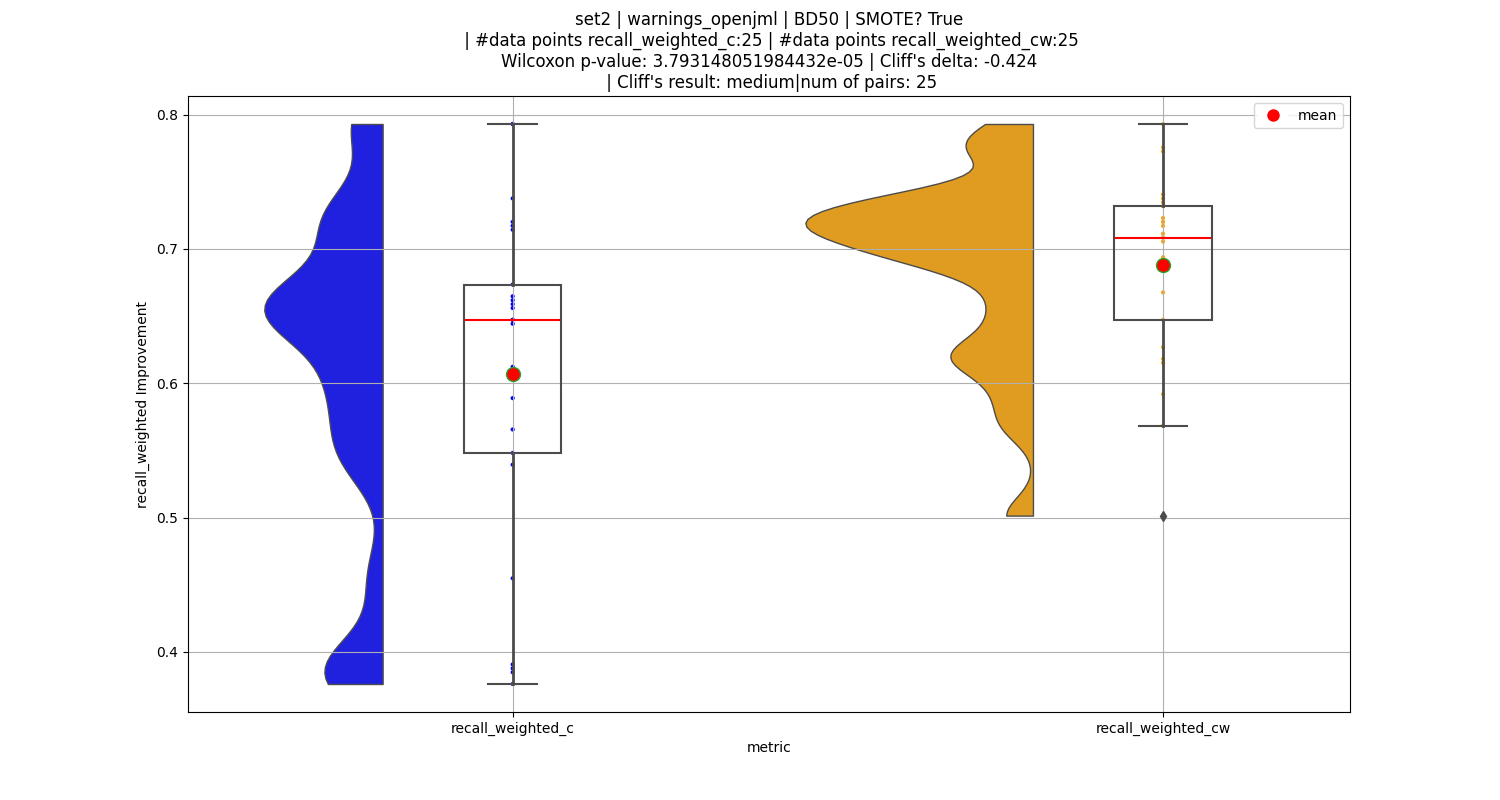 set2 | warnings_openjml | BD50 | SMOTE? True
| #data points recall_weighted_c:25 | #data points recall_weighted_cw:25
Wilcoxon p-value: 3.793148051984432e-05 | Cliff's delta: -0.424
| Cliff's result: medium|num of pairs: 25
mean
0.8
0.7
0.6
0.5
0.4
recall_weighted Improvement
recall_weighted_c
recall_weighted_cw
metric